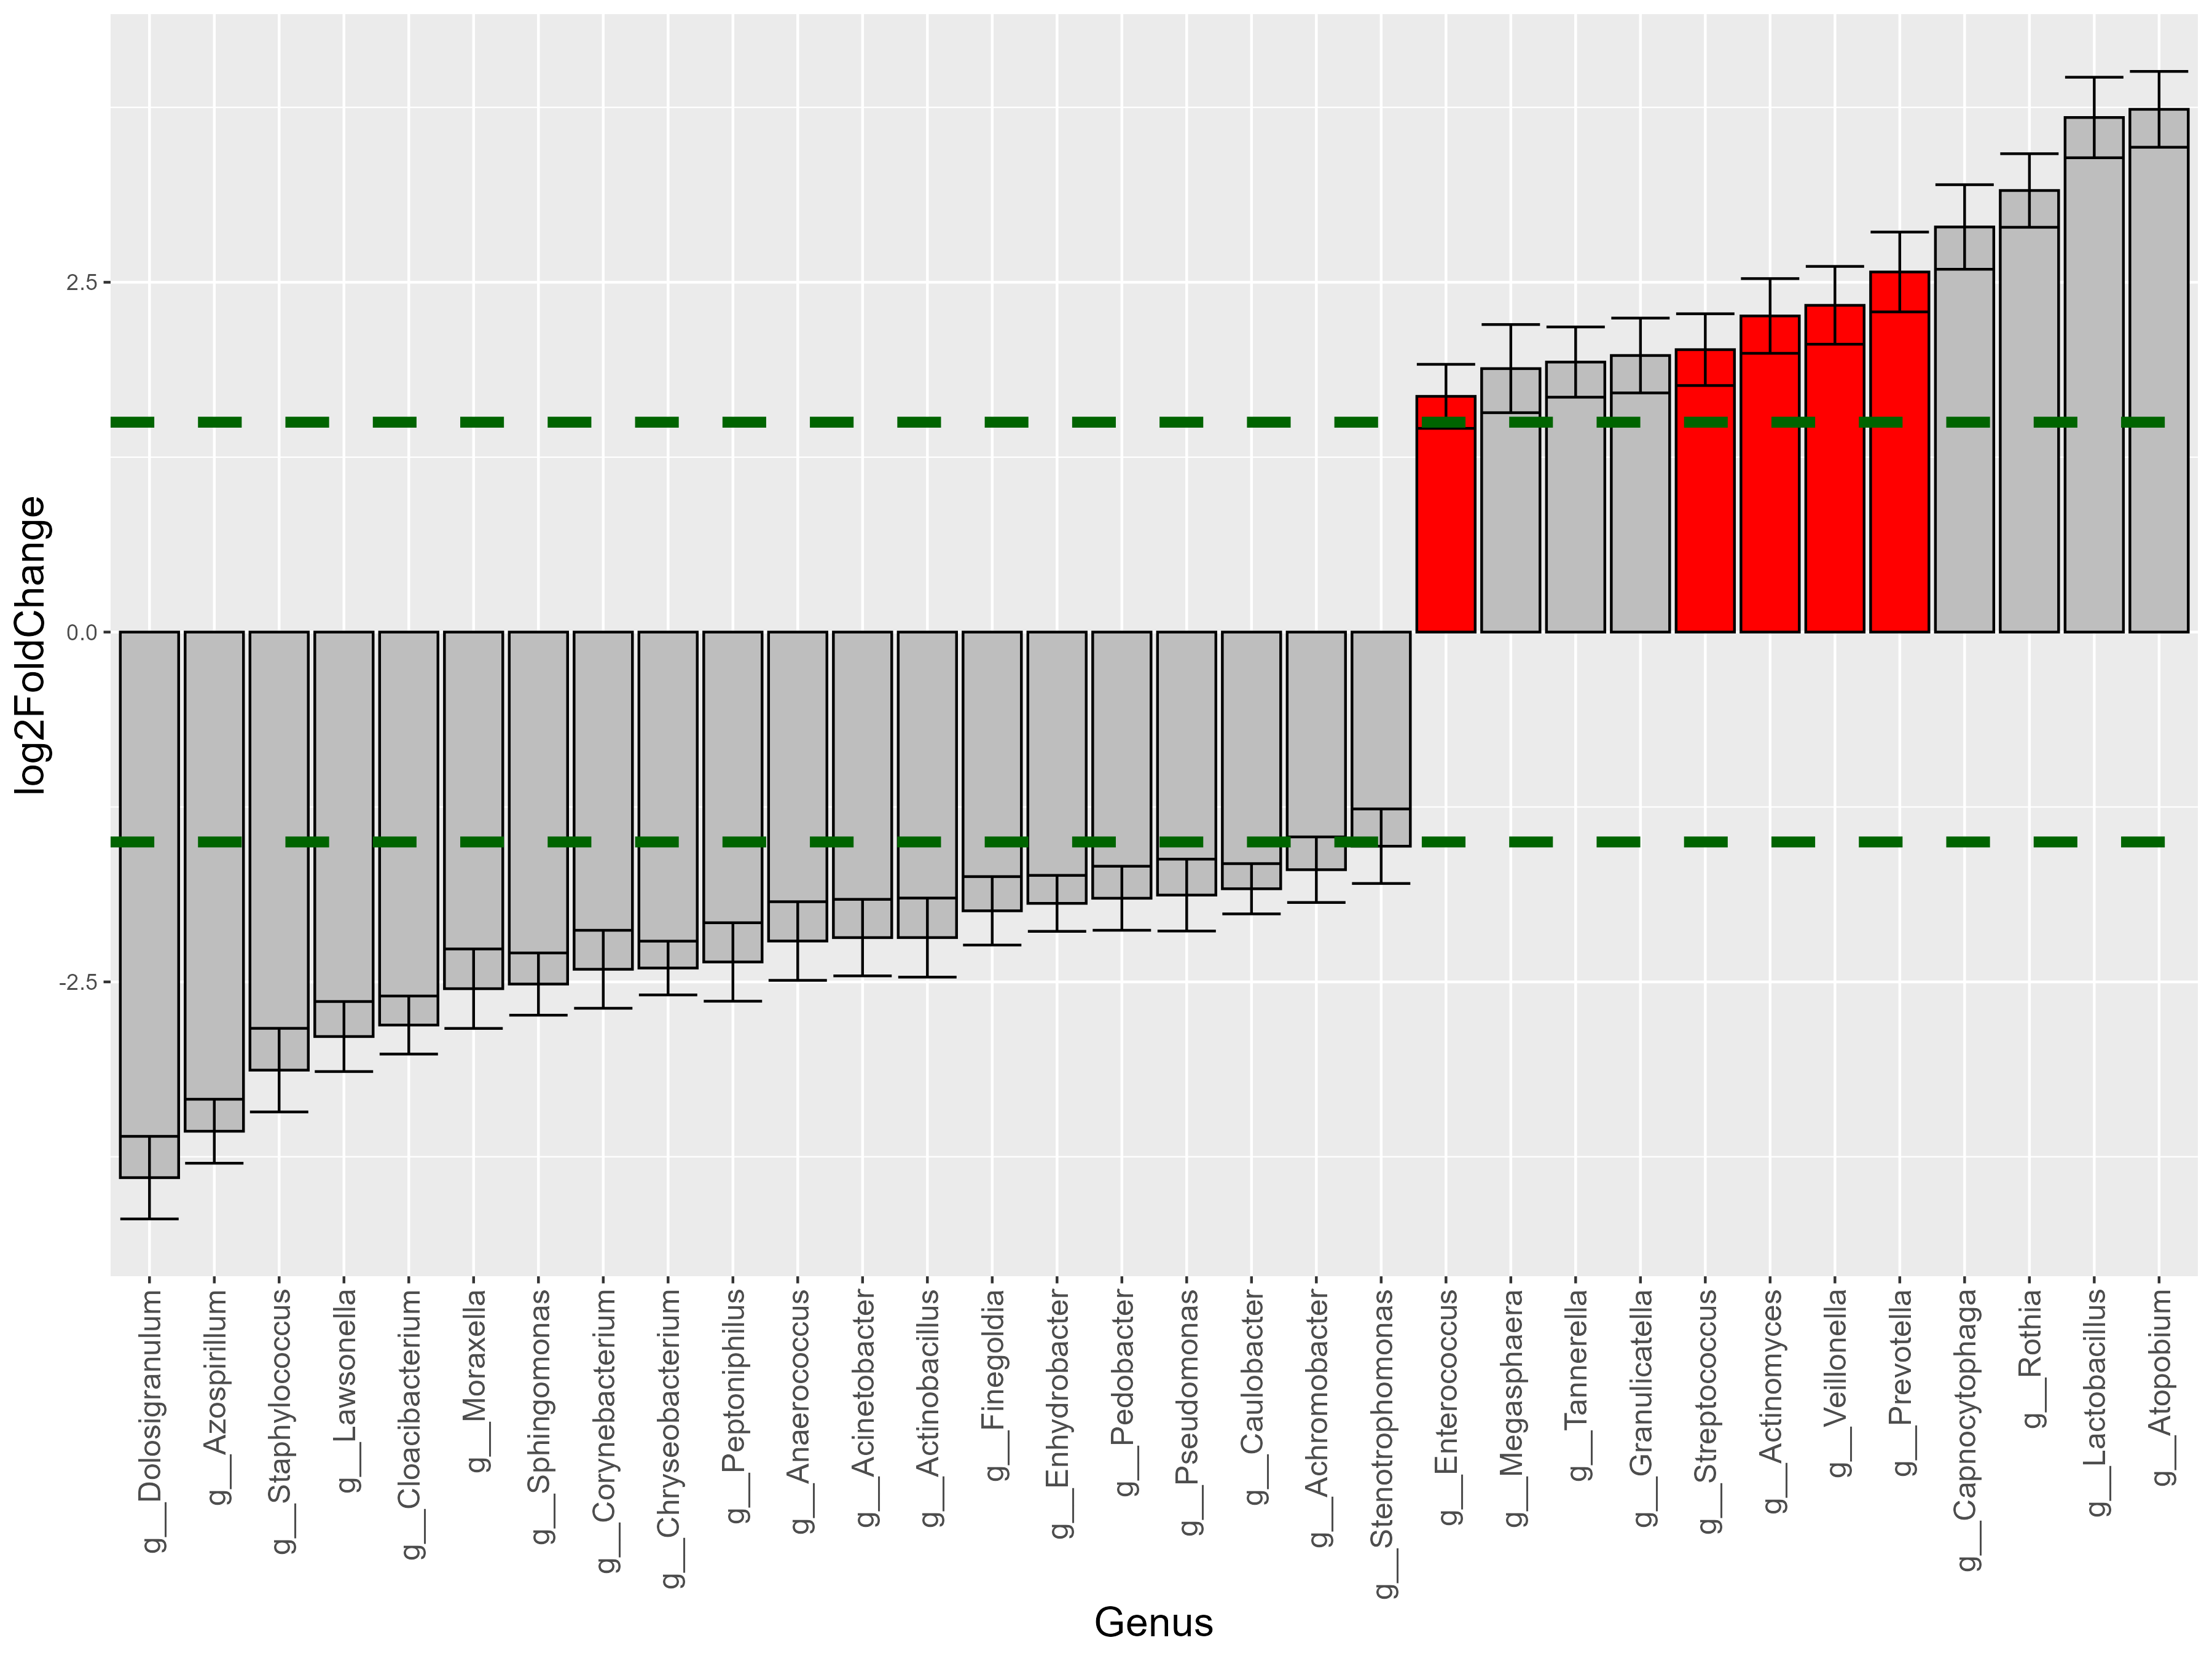 log2FoldChange
2.5
0.0
-2.5
g__Dolosigranulum
g__Azospirillum
g__Staphylococcus
g__Lawsonella
g__Cloacibacterium
g__Moraxella
g__Sphingomonas
g__Corynebacterium
g__Chryseobacterium
g__Peptoniphilus
g__Anaerococcus
g__Acinetobacter
g__Actinobacillus
g__Finegoldia
g__Enhydrobacter
g__Pedobacter
g__Pseudomonas
g__Caulobacter
g__Achromobacter
g__Stenotrophomonas
g__Enterococcus
g__Megasphaera
g__Tannerella
g__Granulicatella
g__Streptococcus
g__Actinomyces
g__Veillonella
g__Prevotella
g__Capnocytophaga
g__Rothia
g__Lactobacillus
g__Atopobium
Genus